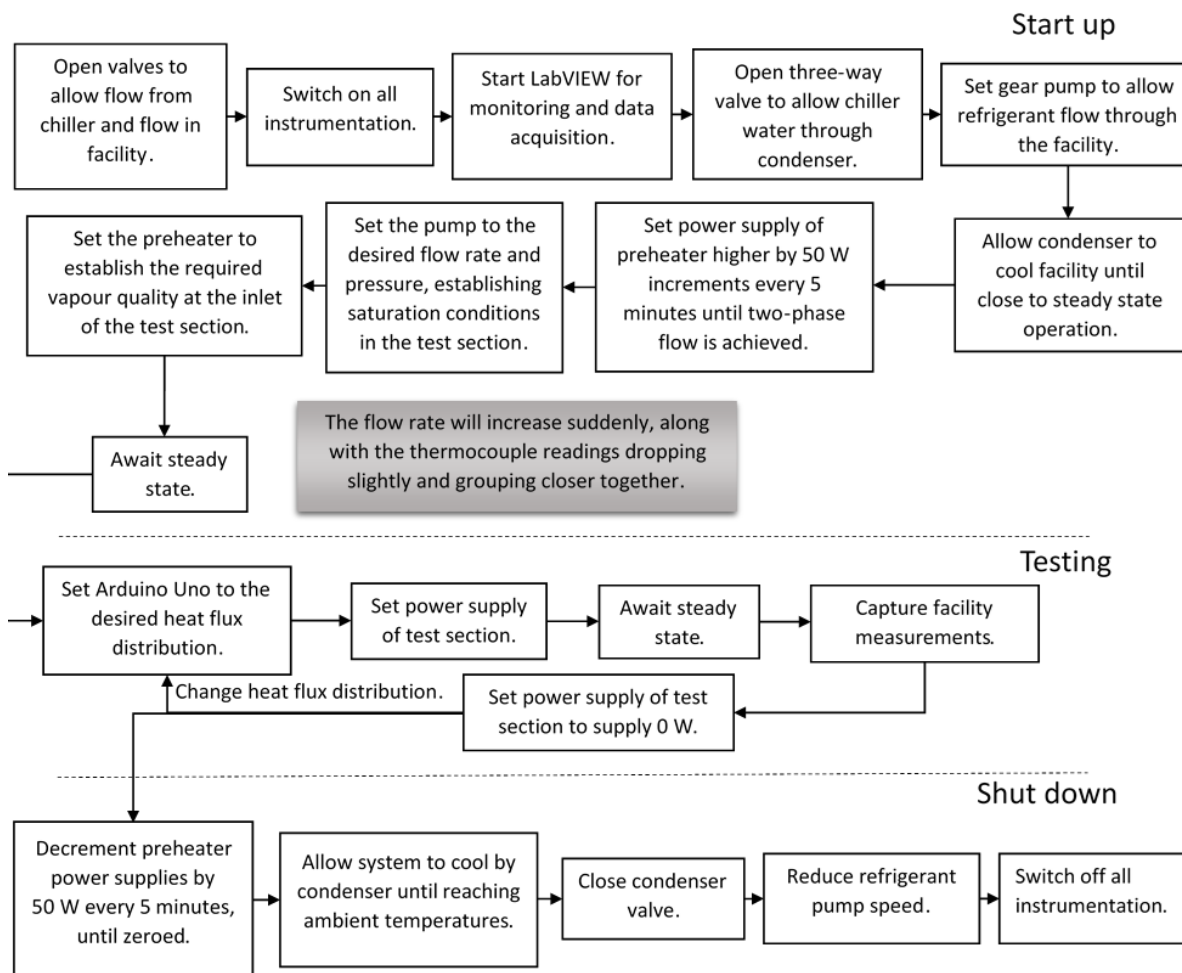 Start up
Open valves to
allow flow from
chiller and flow in
facility.
Switch on all
instrumentation.
Start LabVIEW for
monitoring and data
acquisition.
Open three-way
valve to allow chiller
water through
condenser.
Set gear pump to allow
refrigerant flow through
the facility.
Allow condenser to
cool facility until
close to steady state
operation.
Set power supply of
preheater higher by 50 W
increments every 5
minutes until two-phase
flow is achieved.
Set the pump to the
desired flow rate and
pressure, establishing
saturation conditions
in the test section.
Set the preheater to
establish the required
vapour quality at the inlet
of the test section.
Await steady
state.
The flow rate will increase suddenly, along
with the thermocouple readings dropping
slightly and grouping closer together.
Testing
Set Arduino Uno to the
desired heat flux
distribution.
Set power supply
of test section.
Await steady
state.
Capture facility
measurements.
Set power supply of test
section to supply 0 W.
Change heat flux distribution.
Shut down
Decrement preheater
power supplies by
50 W every 5 minutes,
until zeroed.
Allow system to cool by
condenser until reaching
ambient temperatures.
Close condenser
valve.
Reduce refrigerant
pump speed.
Switch off all
instrumentation.